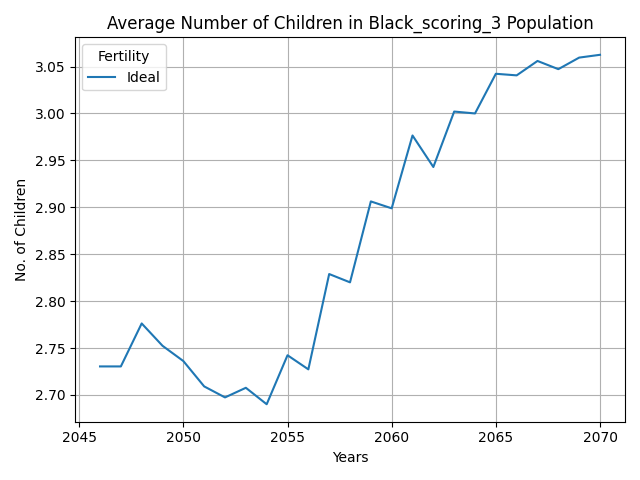 Average Number of Children in Black_scoring_3 Population
Fertility
Ideal
No. of Children
3.05
3.00
2.95
2.90
2.85
2.80
2.75
2.70
2045 2050 2055 2060 2065 2070
Years